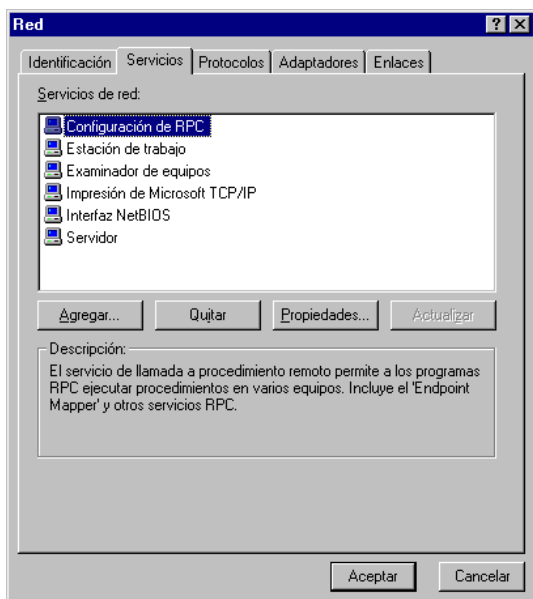 Red
Identificación Servicios Protocolos Adaptadores Enlaces
Servicios de red:
Configuración de RPC
Estación de trabajo
Examinador de equipos
Impresión de Microsoft TCP/IP
Interfaz NetBIOS
Servidor
Agregar... Quitar Propiedades... Actualizar
Descripción:
El servicio de llamada a procedimiento remoto permite a los programas
RPC ejecutar procedimientos en varios equipos. Incluye el 'Endpoint
Mapper' y otros servicios RPC.
Aceptar Cancelar